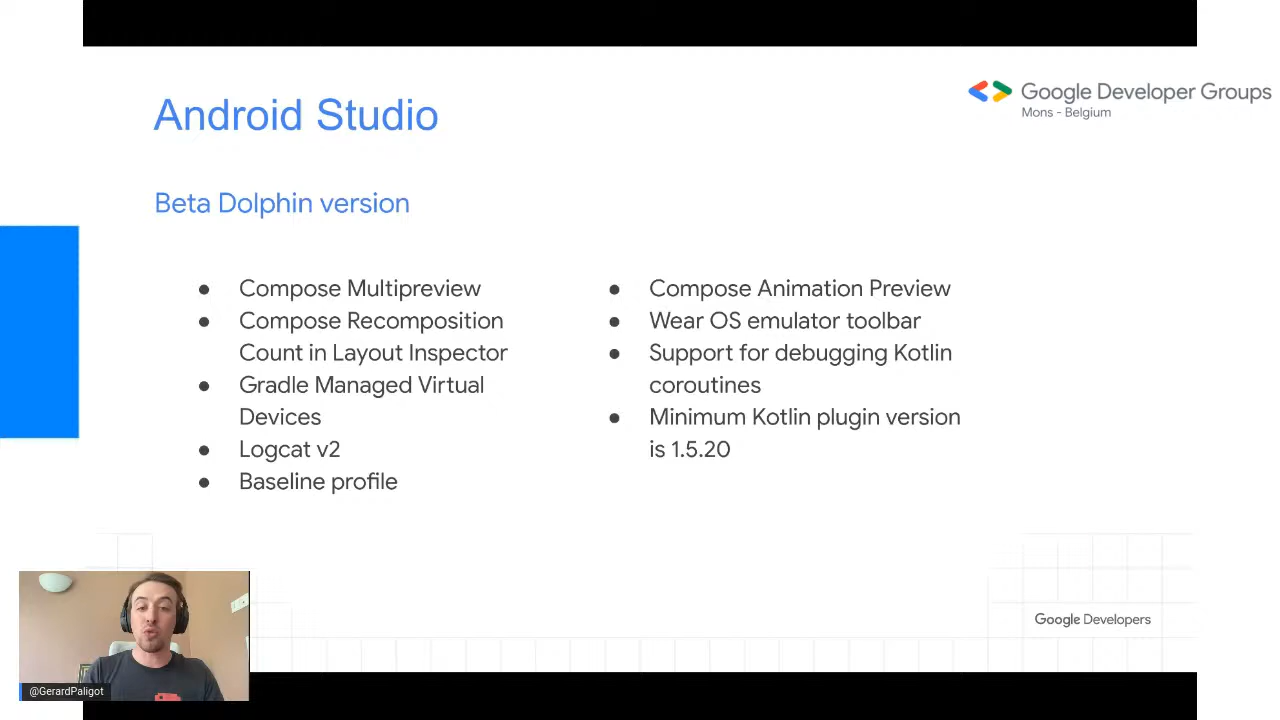 Android Studio
Google Developer Groups
Mons - Belgium
Beta Dolphin version
● Compose Multipreview
● Compose Recomposition
Count in Layout Inspector
● Gradle Managed Virtual
Devices
● Logcat v2
● Baseline profile
● Compose Animation Preview
● Wear OS emulator toolbar
● Support for debugging Kotlin
coroutines
● Minimum Kotlin plugin version
is 1.5.20
Google Developers
@GerardPaligot